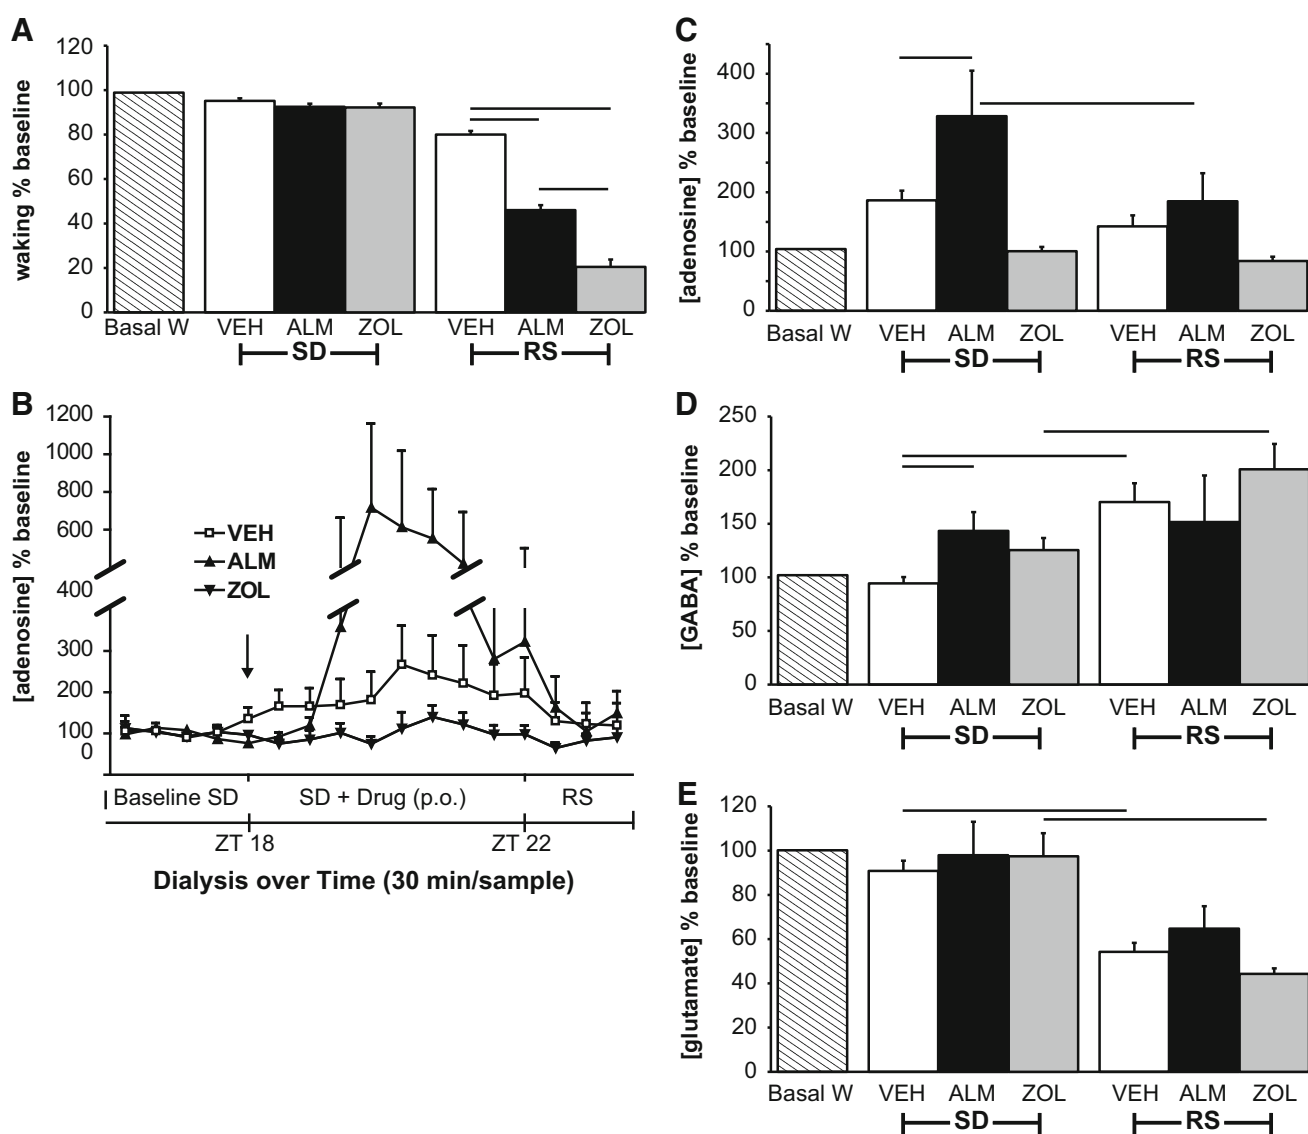 A
waking % baseline
120
100
80
60
40
20
0
Basal W VEH ALM ZOL VEH ALM ZOL
SD RS
B
[adenosine] % baseline
1200
1000
800
600
400
300
200
100
0
VEH
ALM
ZOL
Baseline SD SD + Drug (p.o.) RS
ZT 18 ZT 22
Dialysis over Time (30 min/sample)
C
[adenosine] % baseline
400
300
200
100
0
Basal W VEH ALM ZOL VEH ALM ZOL
SD RS
D
[GABA] % baseline
250
200
150
100
50
0
Basal W VEH ALM ZOL VEH ALM ZOL
SD RS
E
[glutamate] % baseline
120
100
80
60
40
20
0
Basal W VEH ALM ZOL VEH ALM ZOL
SD RS